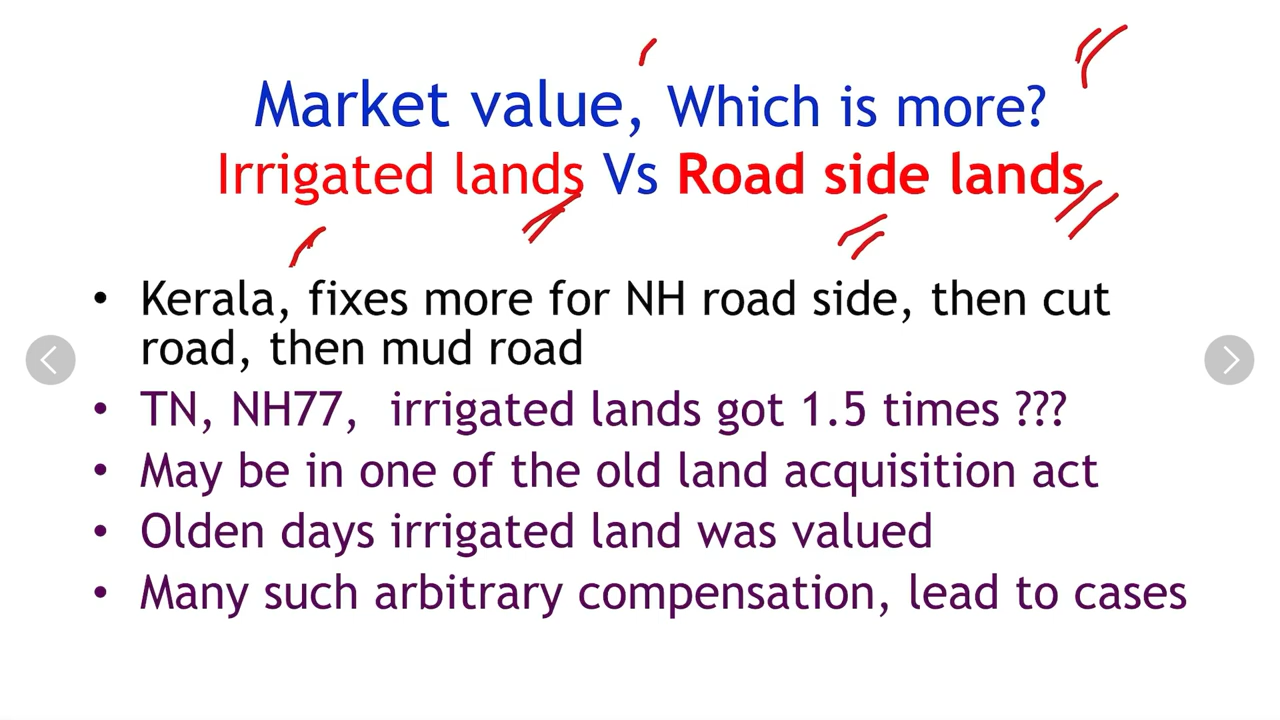 Market value, Which is more?
Irrigated lands Vs Road side lands
• Kerala, fixes more for NH road side, then cut
road, then mud road
• TN, NH77, irrigated lands got 1.5 times ???
• May be in one of the old land acquisition act
• Olden days irrigated land was valued
• Many such arbitrary compensation, lead to cases